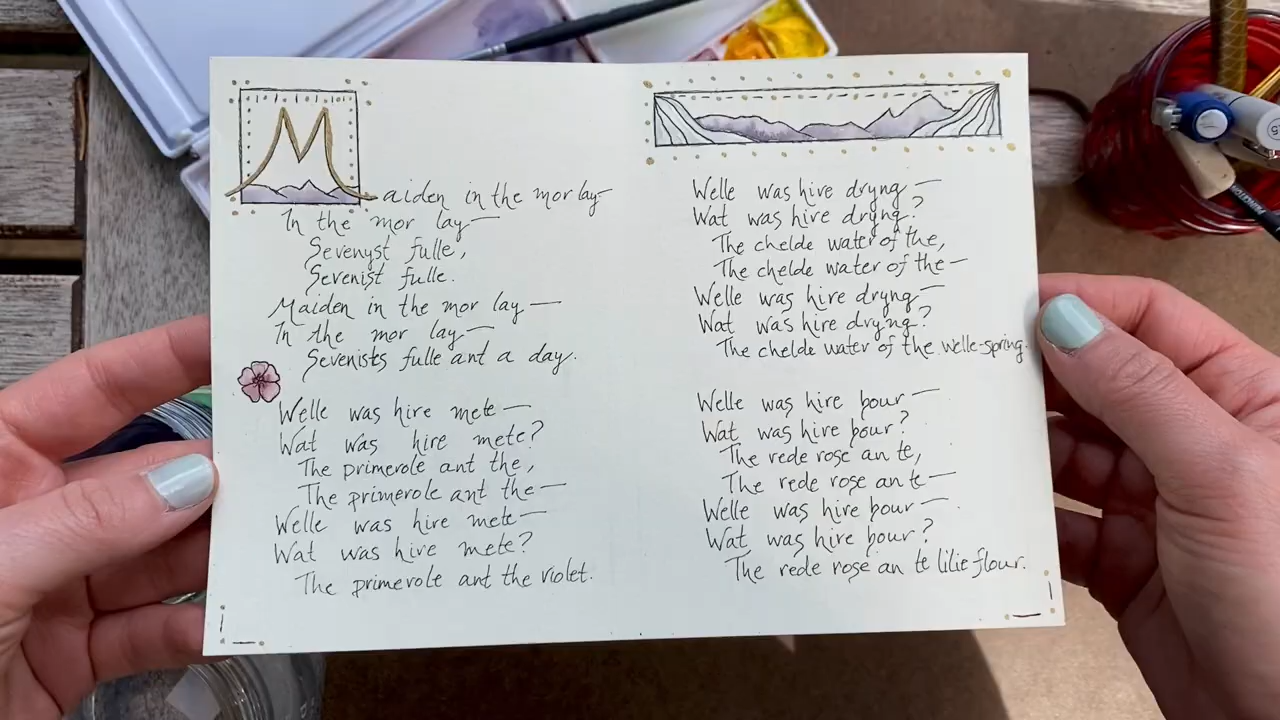 Maiden in the mor lay—
In the mor lay—
Sevenyst fulle,
Sevenist fulle.
Maiden in the mor lay—
In the mor lay—
Sevenists fulle ant a day.
Welle was hire mete—
Wat was hire mete?
The primerole ant the,
The primerole ant the—
Welle was hire mete—
Wat was hire mete?
The primerole ant the violet.
Welle was hire dryng—
Wat was hire dryng?
The chelde water of the,
The chelde water of the—
Welle was hire dryng—
Wat was hire dryng?
The chelde water of the welle-spring.
Welle was hire bour—
Wat was hire bour?
The rede rose an te,
The rede rose an te—
Welle was hire bour—
Wat was hire bour?
The rede rose an te lilie flour.